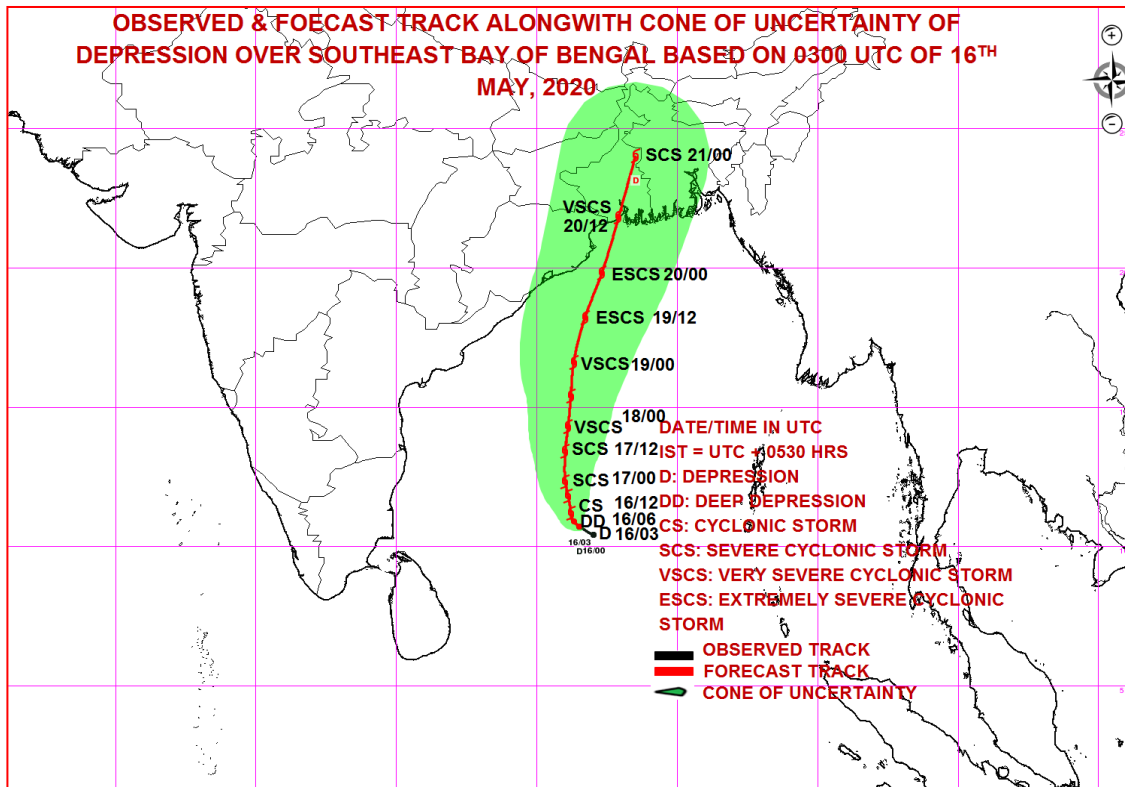 OBSERVED & FOECAST TRACK ALONGWITH CONE OF UNCERTAINTY OF
DEPRESSION OVER SOUTHEAST BAY OF BENGAL BASED ON 0300 UTC OF 16TH
MAY, 2020
SCS 21/00
D
VSCS
20/12
ESCS 20/00
ESCS 19/12
VSCS 19/00
VSCS 18/00
SCS 17/12
SCS 17/00
CS 16/12
DD 16/06
D 16/03
16/03
D16/00
DATE/TIME IN UTC
IST = UTC + 0530 HRS
D: DEPRESSION
DD: DEEP DEPRESSION
CS: CYCLONIC STORM
SCS: SEVERE CYCLONIC STORM
VSCS: VERY SEVERE CYCLONIC STORM
ESCS: EXTREMELY SEVERE CYCLONIC
STORM
OBSERVED TRACK
FORECAST TRACK
CONE OF UNCERTAINTY